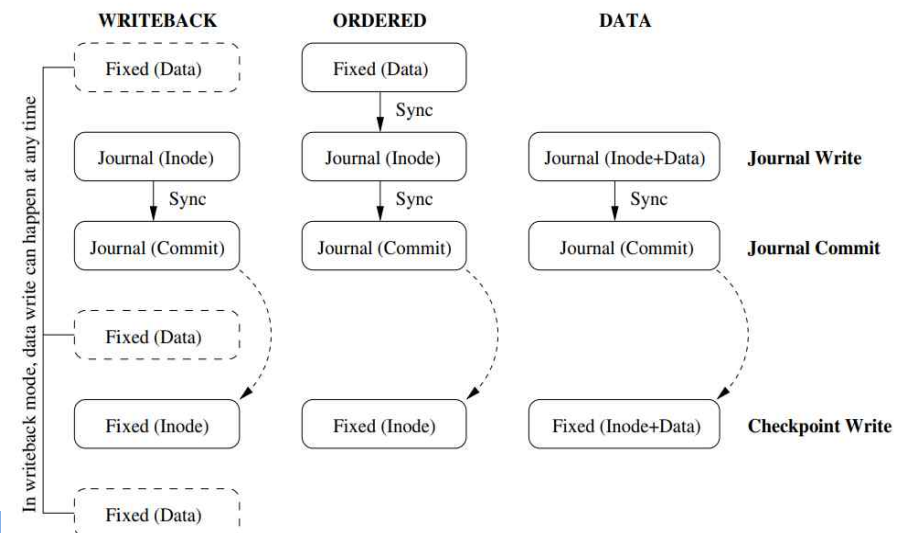 WRITEBACK ORDERED DATA
Fixed (Data) Fixed (Data)
Sync
Journal (Inode) Journal (Inode) Journal (Inode+Data) Journal Write
Sync Sync Sync
Journal (Commit) Journal (Commit) Journal (Commit) Journal Commit
Fixed (Data)
Fixed (Inode) Fixed (Inode) Fixed (Inode+Data) Checkpoint Write
Fixed (Data)
In writeback mode, data write can happen at any time